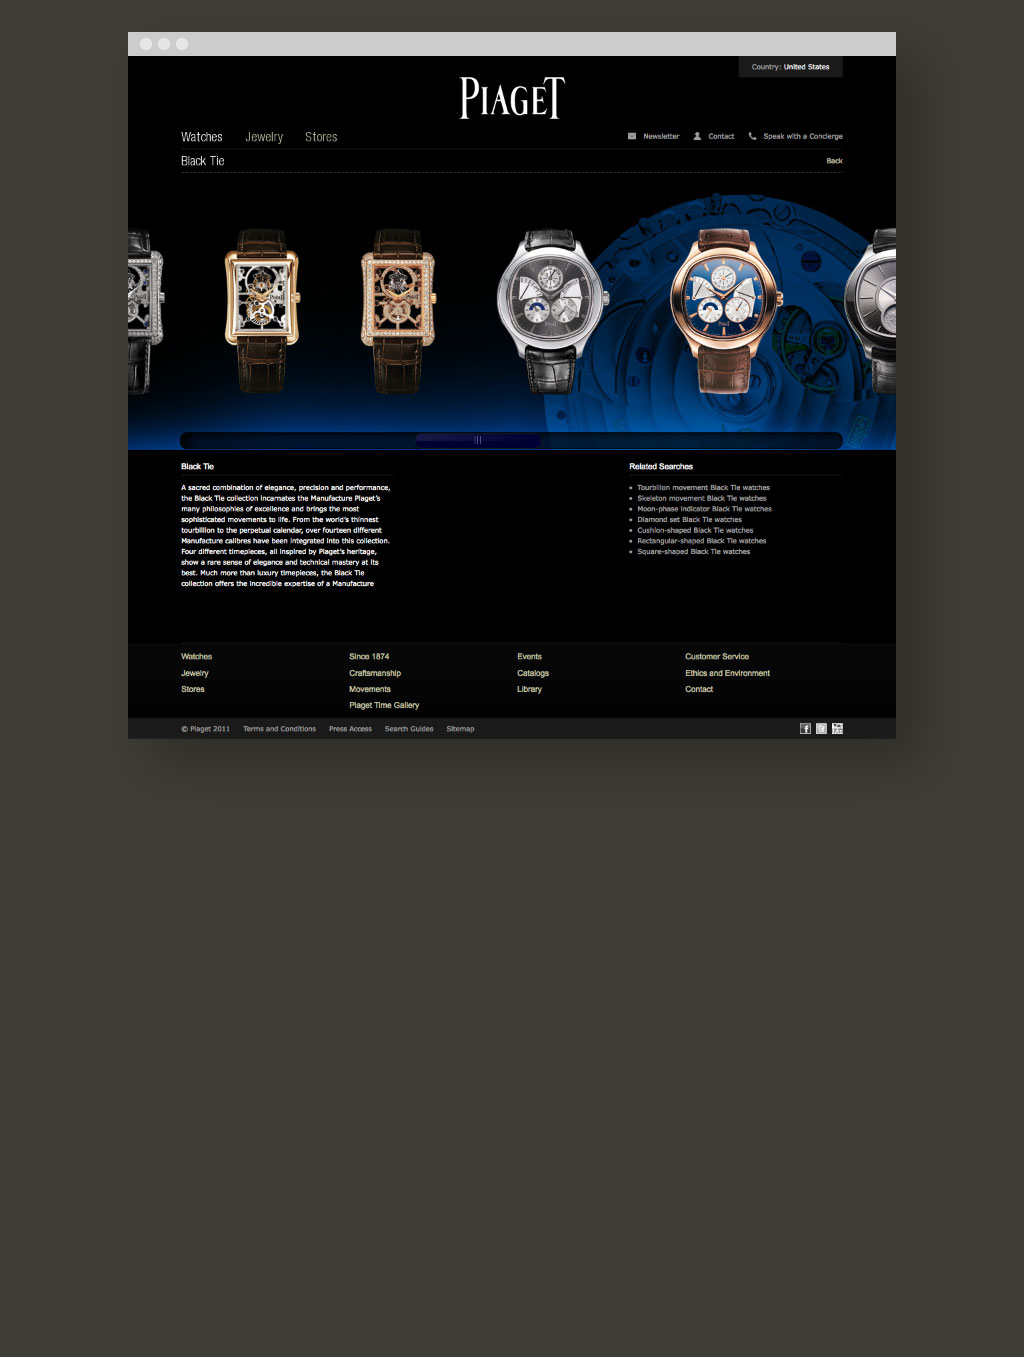 Country: United States
PIAGET
Watches Jewelry Stores
Newsletter Contact Speak with a Concierge
Black Tie
Back
Black Tie
A sacred combination of elegance, precision and performance,
the Black Tie collection incarnates the Manufacture Piaget's
many philosophies of excellence and brings the most
sophisticated movements to life. From the world's thinnest
tourbillion to the perpetual calendar, over fourteen different
Manufacture calibres have been integrated into this collection.
Four different timepieces, all inspired by Piaget's heritage,
show a rare sense of elegance and technical mastery at its
best. Much more than luxury timepieces, the Black Tie
collection offers the incredible expertise of a Manufacture
Related Searches
Tourbillon movement Black Tie watches
Skeleton movement Black Tie watches
Moon-phase indicator Black Tie watches
Diamond set Black Tie watches
Cushion-shaped Black Tie watches
Rectangular-shaped Black Tie watches
Square-shaped Black Tie watches
Watches
Jewelry
Stores
Since 1874
Craftsmanship
Movements
Piaget Time Gallery
Events
Catalogs
Library
Customer Service
Ethics and Environment
Contact
© Piaget 2011 Terms and Conditions Press Access Search Guides Sitemap